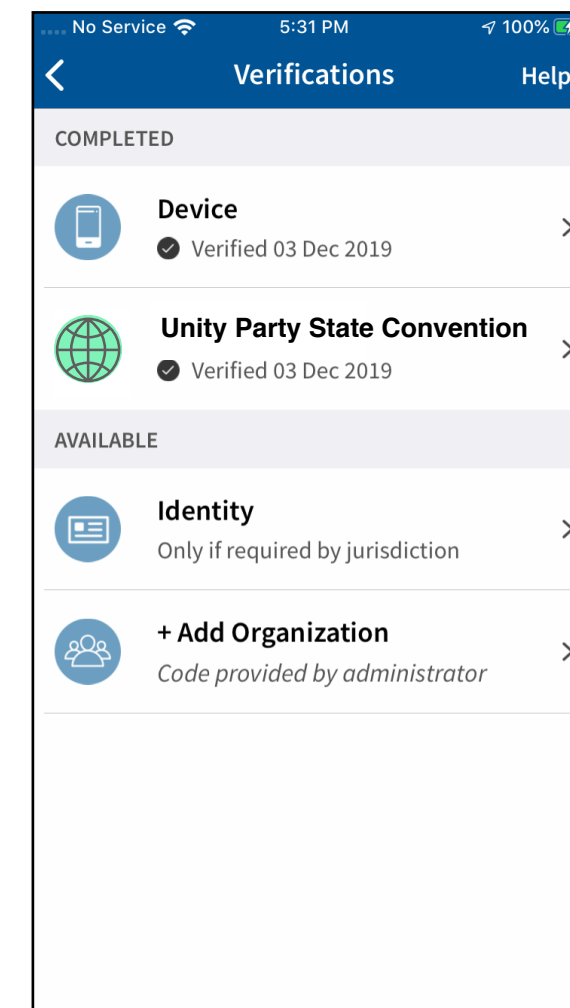 No Service 5:31 PM 100%
Verifications Help
COMPLETED
Device
Verified 03 Dec 2019
Unity Party State Convention
Verified 03 Dec 2019
AVAILABLE
Identity
Only if required by jurisdiction
+ Add Organization
Code provided by administrator